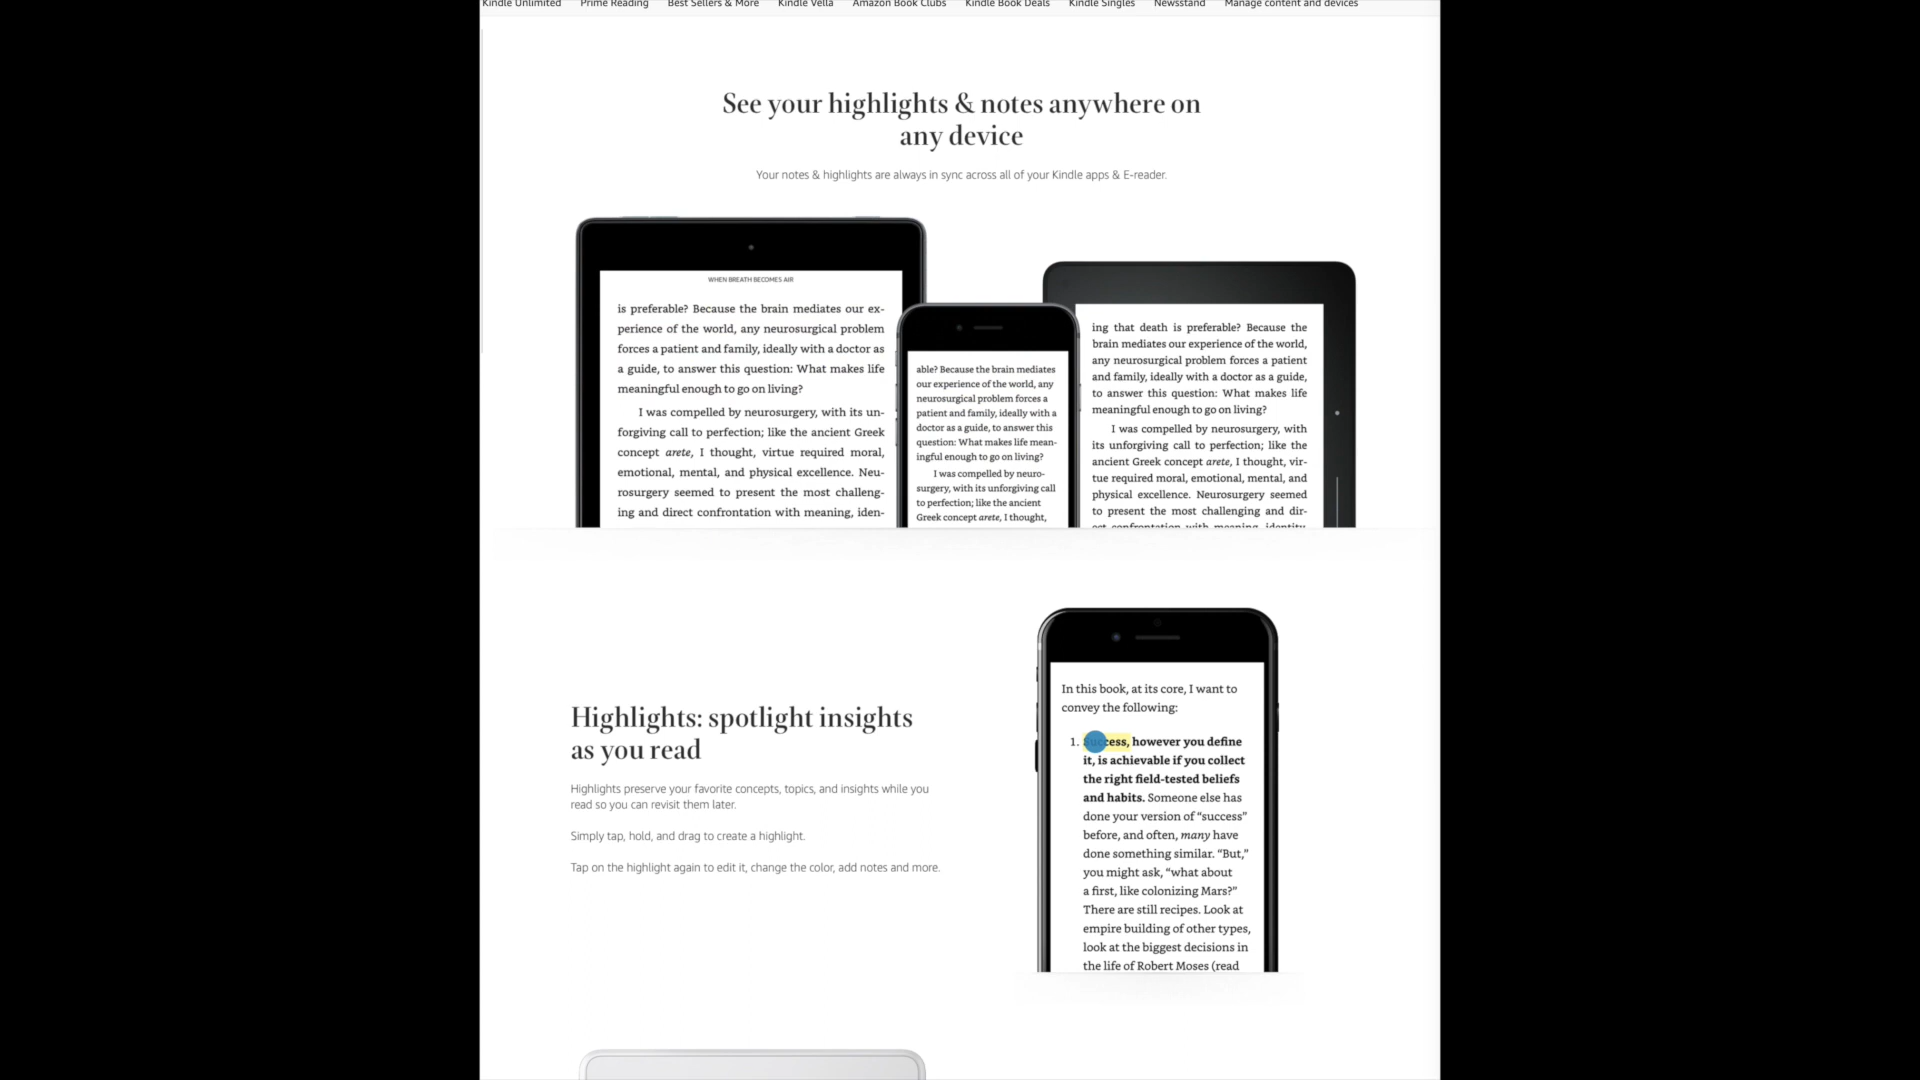 Kindle Unlimited Prime Reading Best Sellers & More Kindle Vella Amazon Book Clubs Kindle Book Deals Kindle Singles Newsstand Manage content and devices
See your highlights & notes anywhere on
any device
Your notes & highlights are always in sync across all of your Kindle apps & E-reader.
WHEN BREATH BECOMES AIR
is preferable? Because the brain mediates our ex-
perience of the world, any neurosurgical problem
forces a patient and family, ideally with a doctor as
a guide, to answer this question: What makes life
meaningful enough to go on living?
I was compelled by neurosurgery, with its un-
forgiving call to perfection; like the ancient Greek
concept arete, I thought, virtue required moral,
emotional, mental, and physical excellence. Neu-
rosurgery seemed to present the most challeng-
ing and direct confrontation with meaning, iden-
able? Because the brain mediates
our experience of the world, any
neurosurgical problem forces a
patient and family, ideally with a
doctor as a guide, to answer this
question: What makes life mean-
ingful enough to go on living?
I was compelled by neuro-
surgery, with its unforgiving call
to perfection; like the ancient
Greek concept arete, I thought,
ing that death is preferable? Because the
brain mediates our experience of the world,
any neurosurgical problem forces a patient
and family, ideally with a doctor as a guide,
to answer this question: What makes life
meaningful enough to go on living?
I was compelled by neurosurgery, with
its unforgiving call to perfection; like the
ancient Greek concept arete, I thought, vir-
tue required moral, emotional, mental, and
physical excellence. Neurosurgery seemed
to present the most challenging and dir-
ect confrontation with meaning, identity,
Highlights: spotlight insights
as you read
Highlights preserve your favorite concepts, topics, and insights while you
read so you can revisit them later.
Simply tap, hold, and drag to create a highlight.
Tap on the highlight again to edit it, change the color, add notes and more.
In this book, at its core, I want to
convey the following:
1. Success, however you define
it, is achievable if you collect
the right field-tested beliefs
and habits. Someone else has
done your version of “success”
before, and often, many have
done something similar. “But,”
you might ask, “what about
a first, like colonizing Mars?”
There are still recipes. Look at
empire building of other types,
look at the biggest decisions in
the life of Robert Moses (read